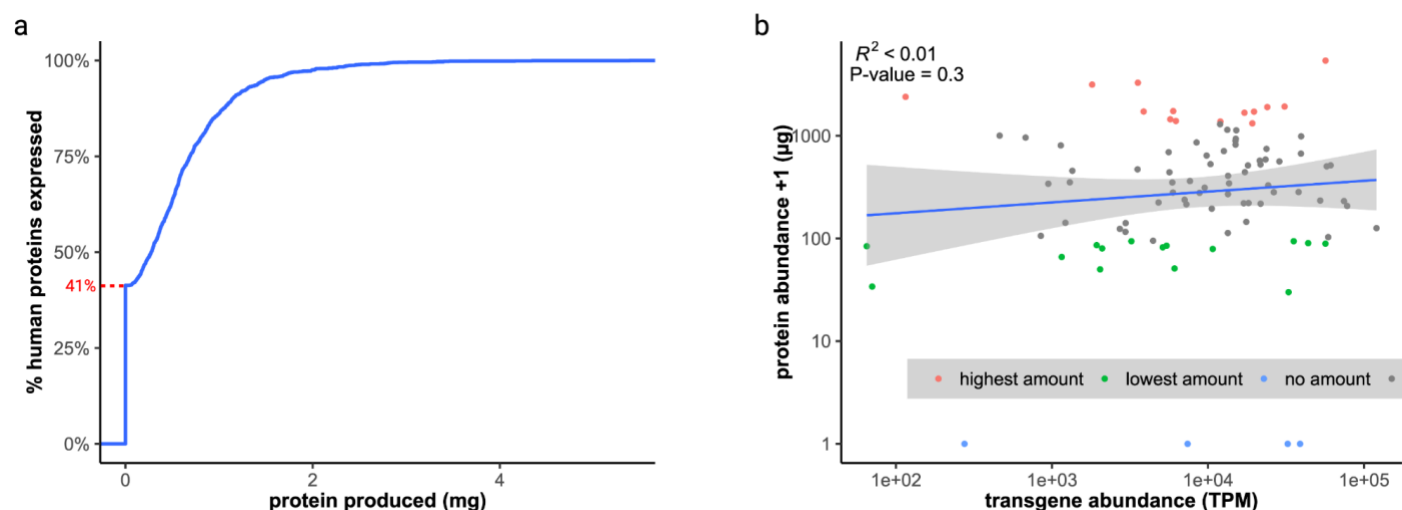 a
% human proteins expressed
100%
75%
50%
41%
25%
0%
0 2 4
protein produced (mg)
b
R² < 0.01
P-value = 0.3
protein abundance +1 (µg)
1000
100
10
1
highest amount lowest amount no amount
1e+02 1e+03 1e+04 1e+05
transgene abundance (TPM)